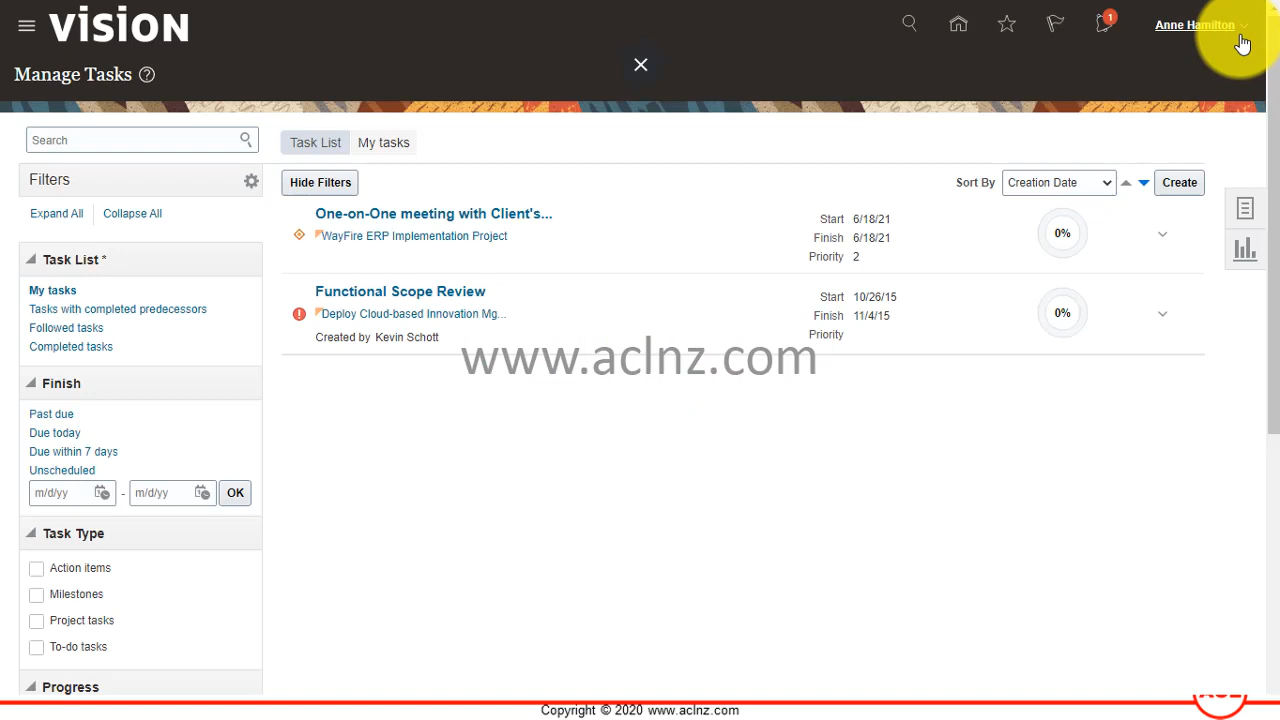 vision
1
Anne Hamilton
Manage Tasks ?
Search
Task List My tasks
Filters
Hide Filters
Sort By Creation Date Create
Expand All Collapse All
One-on-One meeting with Client's...
WayFire ERP Implementation Project
Start 6/18/21
Finish 6/18/21
Priority 2
0%
Task List *
My tasks
Tasks with completed predecessors
Followed tasks
Completed tasks
Functional Scope Review
Deploy Cloud-based Innovation Mg...
Created by Kevin Schott
Start 10/26/15
Finish 11/4/15
Priority
0%
www.aclnz.com
Finish
Past due
Due today
Due within 7 days
Unscheduled
m/d/yy - m/d/yy OK
Task Type
Action items
Milestones
Project tasks
To-do tasks
Progress
Copyright © 2020 www.aclnz.com